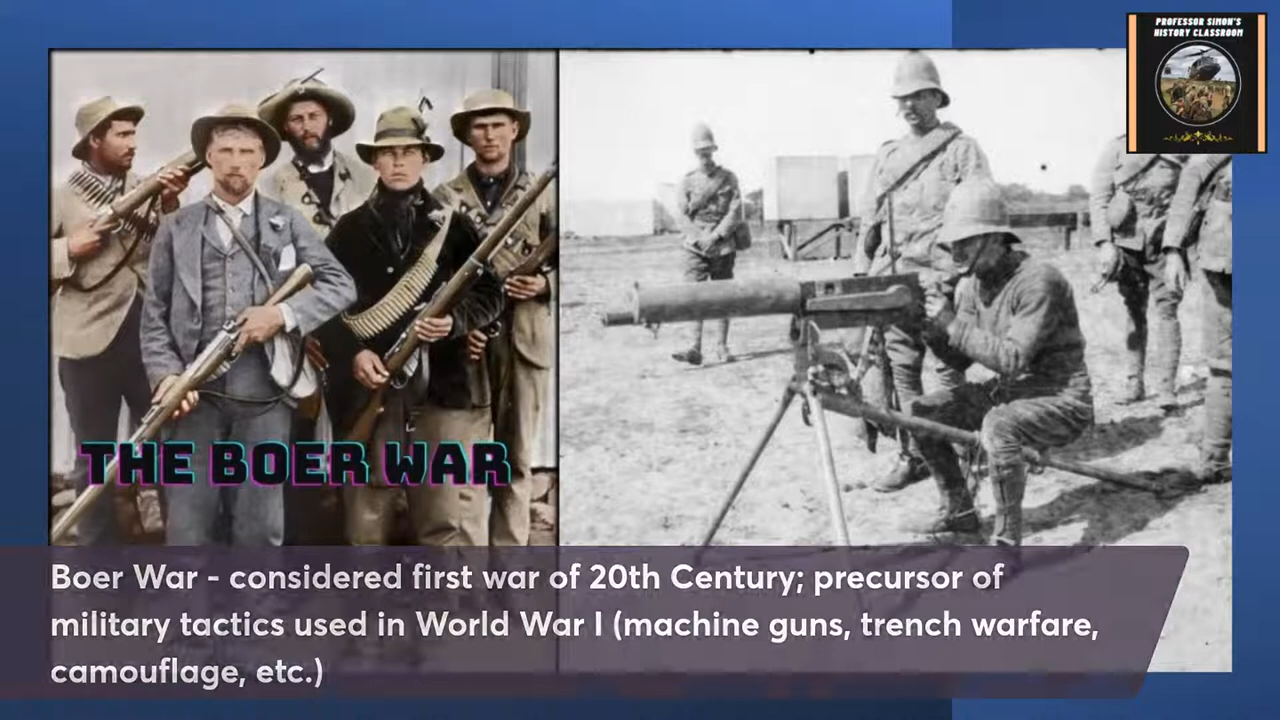 PROFESSOR SIMON'S
HISTORY CLASSROOM
THE BOER WAR
Boer War - considered first war of 20th Century; precursor of
military tactics used in World War I (machine guns, trench warfare,
camouflage, etc.)